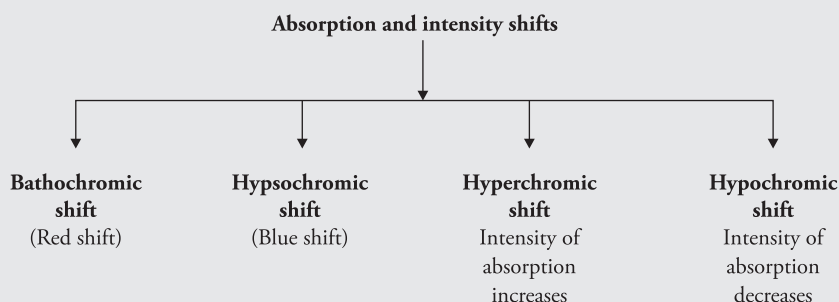 Absorption and intensity shifts
Bathochromic
shift
(Red shift)
Hypsochromic
shift
(Blue shift)
Hyperchromic
shift
Intensity of
absorption
increases
Hypochromic
shift
Intensity of
absorption
decreases